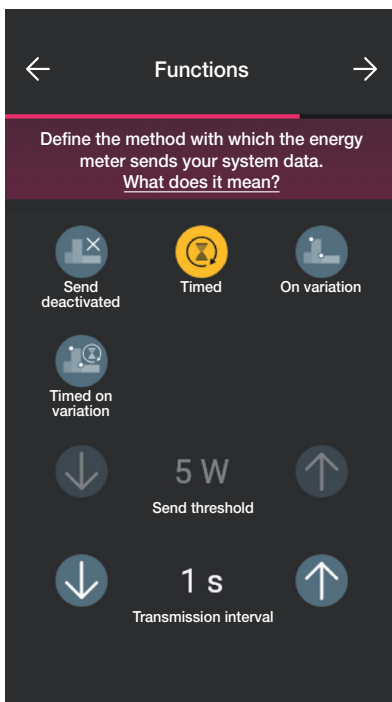 Functions
Define the method with which the energy
meter sends your system data.
What does it mean?
Send
deactivated
Timed
On variation
Timed on
variation
5 W
Send threshold
1 s
Transmission interval